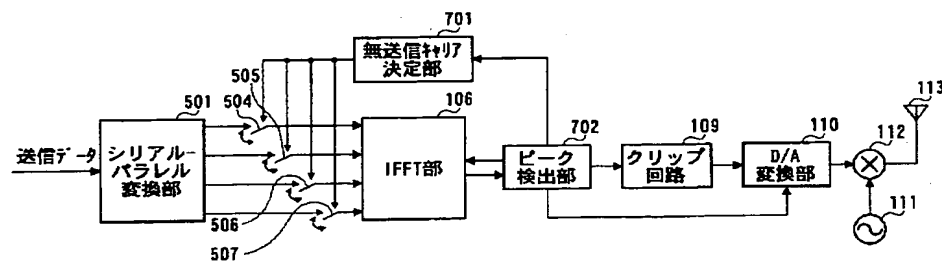 701
無送信キャリア
決定部
505
504
501
106
113
送信データ
シリアル-
パラレル
変換部
IFFT部
702
ピーク
検出部
109
クリップ
回路
110
D/A
変換部
112
506
507
111